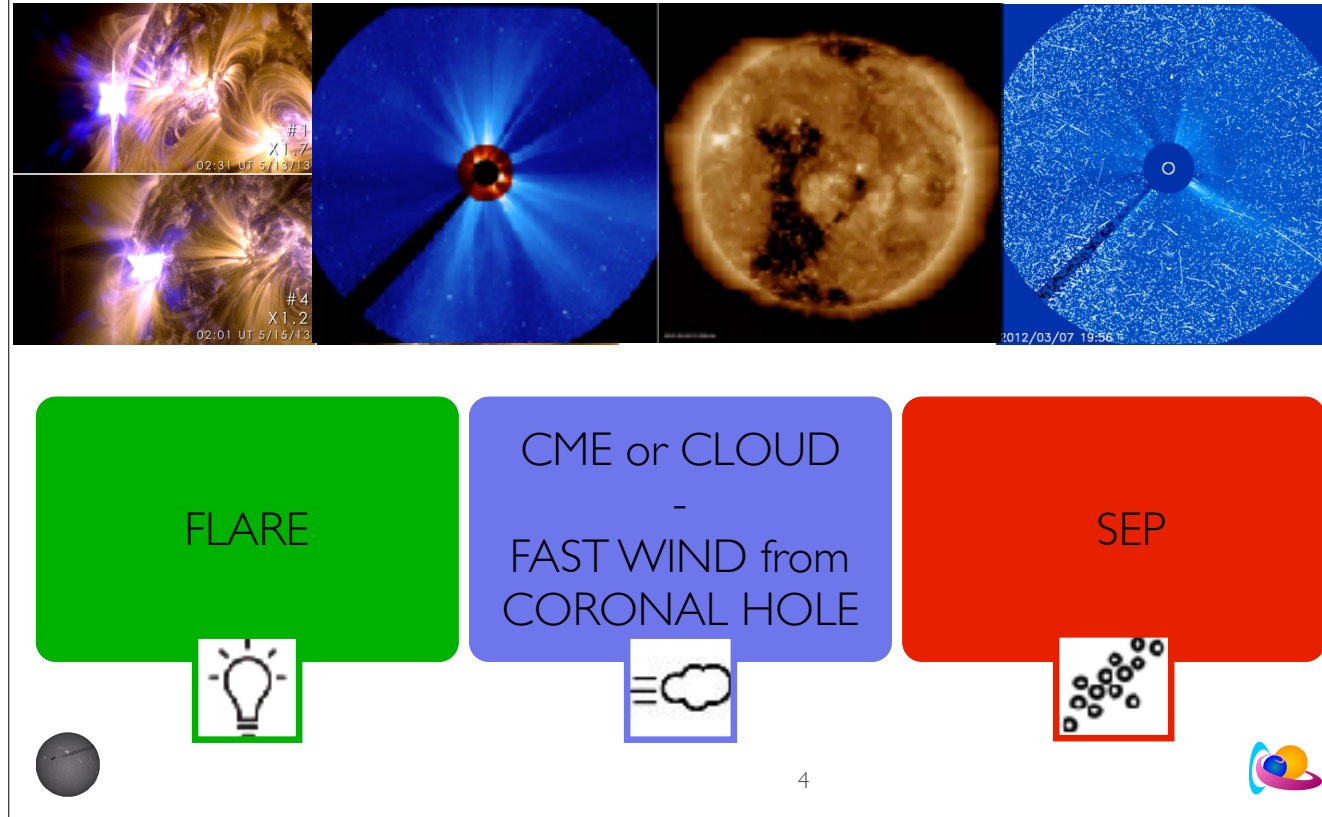 #1
X1.7
02:31 UT 5/13/13
#4
X1.2
02:01 UT 5/15/13
2012/03/07 19:56
FLARE
CME or CLOUD
-
FAST WIND from
CORONAL HOLE
SEP
4